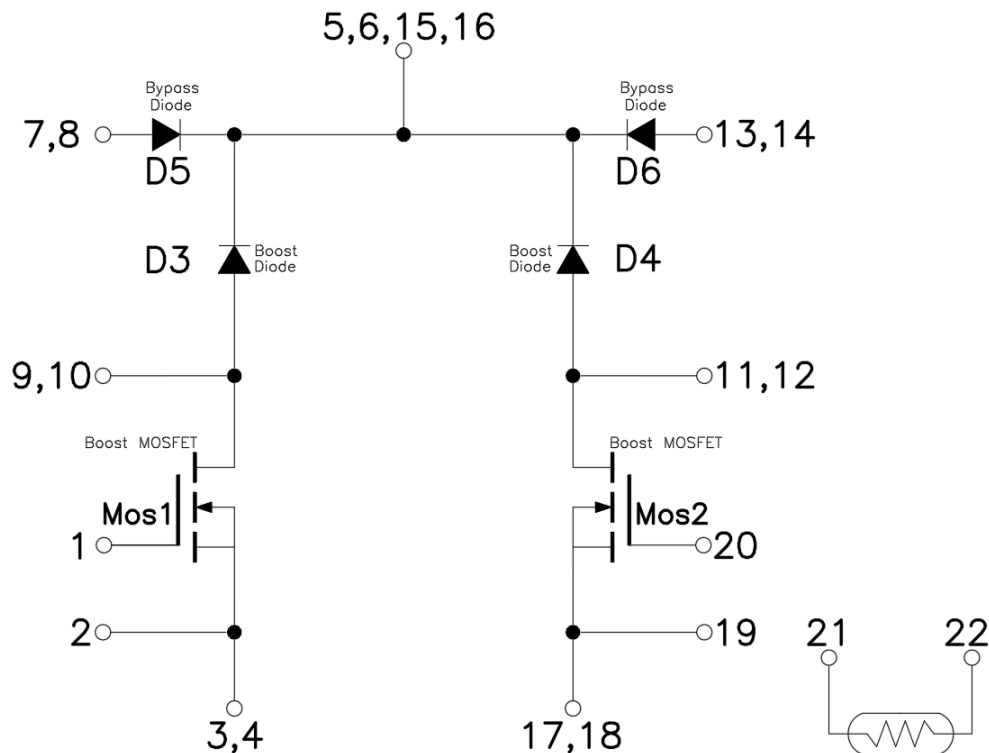 5,6,15,16
Bypass
Diode
Bypass
Diode
7,8
13,14
D5
D6
D3
Boost
Diode
Boost
Diode
D4
9,10
11,12
Boost MOSFET
Boost MOSFET
Mos1
Mos2
1
20
2
19
21
22
3,4
17,18